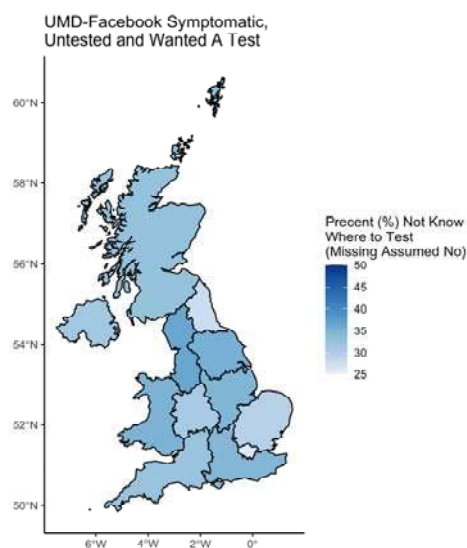 UMD-Facebook Symptomatic,
Untested and Wanted A Test
60°N
58°N
56°N
54°N
52°N
50°N
6°W
4°W
2°W
0°
Precent (%) Not Know
Where to Test
(Missing Assumed No)
50
45
40
35
30
25